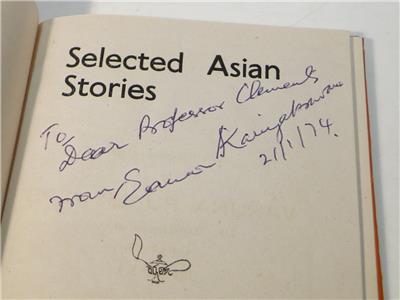 Selected Asian
Stories
To,
Dear Professor Clements
From,
21/1/74.